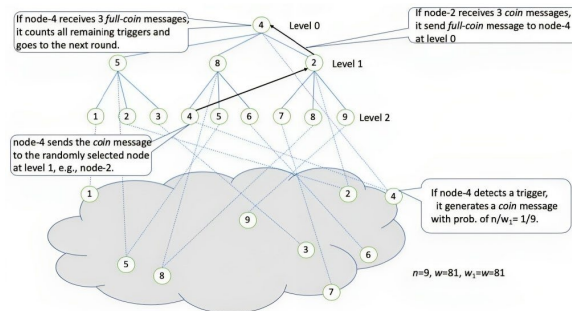 If node-4 receives 3 full-coin messages,
it counts all remaining triggers and
goes to the next round.
4
Level 0
If node-2 receives 3 coin messages,
it send full-coin message to node-4
at level 0
5
8
2
Level 1
1
2
3
4
5
6
7
8
9
Level 2
node-4 sends the coin message
to the randomly selected node
at level 1, e.g., node-2.
1
2
4
If node-4 detects a trigger,
it generates a coin message
with prob. of n/w₁= 1/9.
9
3
6
5
8
7
n=9, w=81, w₁=w=81